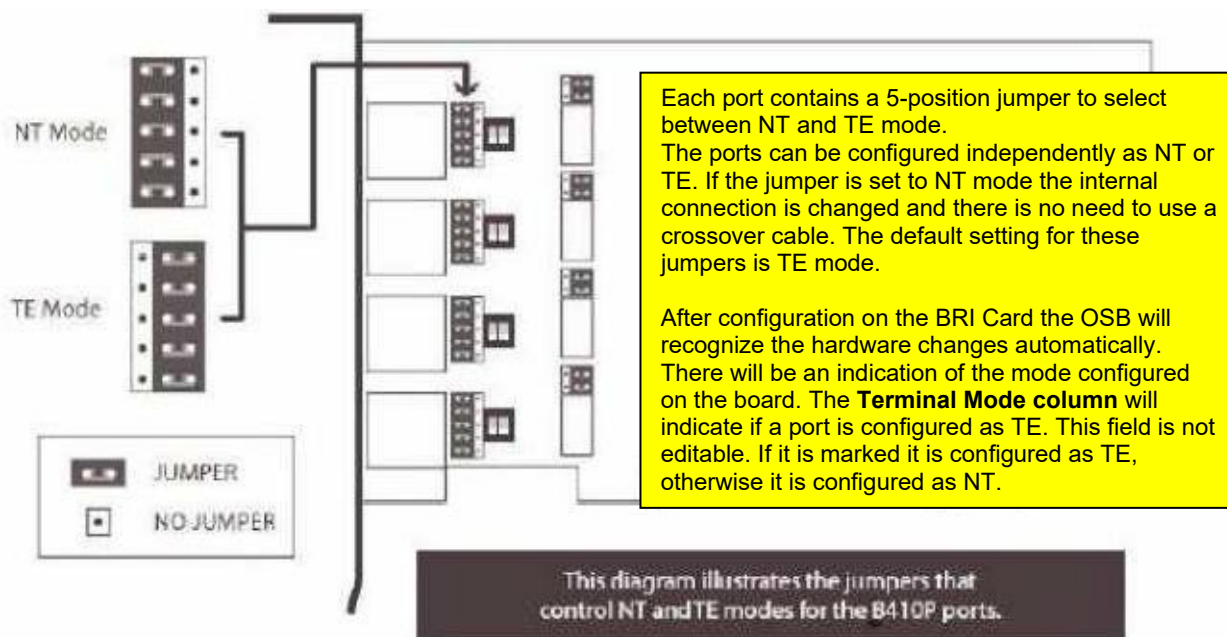 NT Mode
TE Mode
JUMPER
NO JUMPER
Each port contains a 5-position jumper to select
between NT and TE mode.
The ports can be configured independently as NT or
TE. If the jumper is set to NT mode the internal
connection is changed and there is no need to use a
crossover cable. The default setting for these
jumpers is TE mode.
After configuration on the BRI Card the OSB will
recognize the hardware changes automatically.
There will be an indication of the mode configured
on the board. The Terminal Mode column will
indicate if a port is configured as TE. This field is not
editable. If it is marked it is configured as TE,
otherwise it is configured as NT.
This diagram illustrates the jumpers that
control NT and TE modes for the B410P ports.